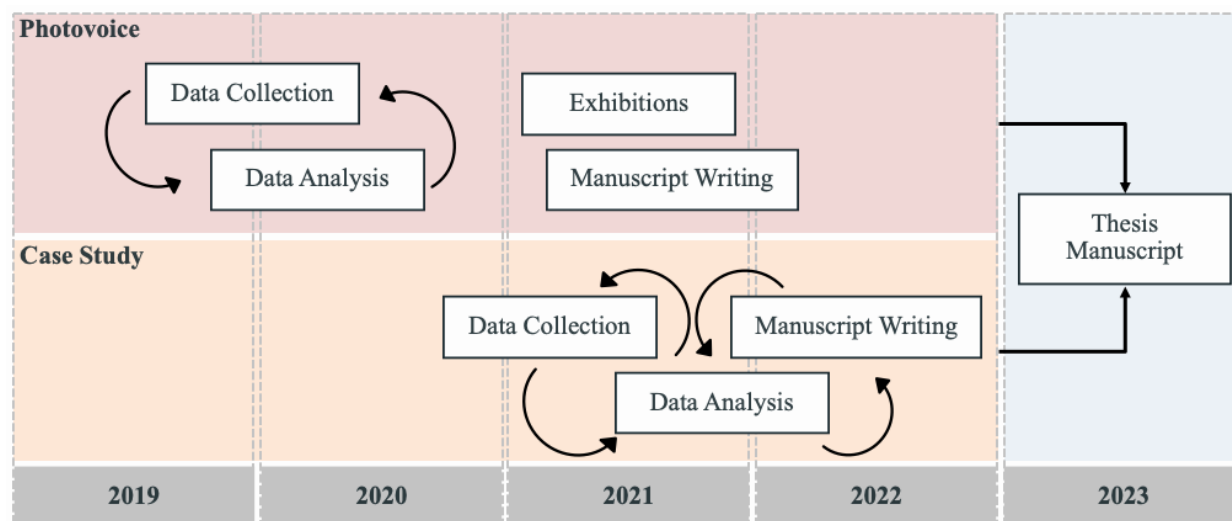 Photovoice
Data Collection
Exhibitions
Data Analysis
Manuscript Writing
Thesis
Manuscript
Case Study
Data Collection
Manuscript Writing
Data Analysis
2019
2020
2021
2022
2023